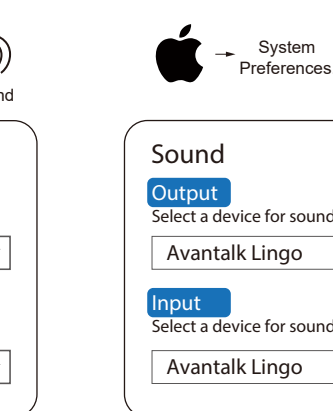 System
Preferences
nd
Sound
Output
Select a device for sound
Avantalk Lingo
Input
Select a device for sound
Avantalk Lingo